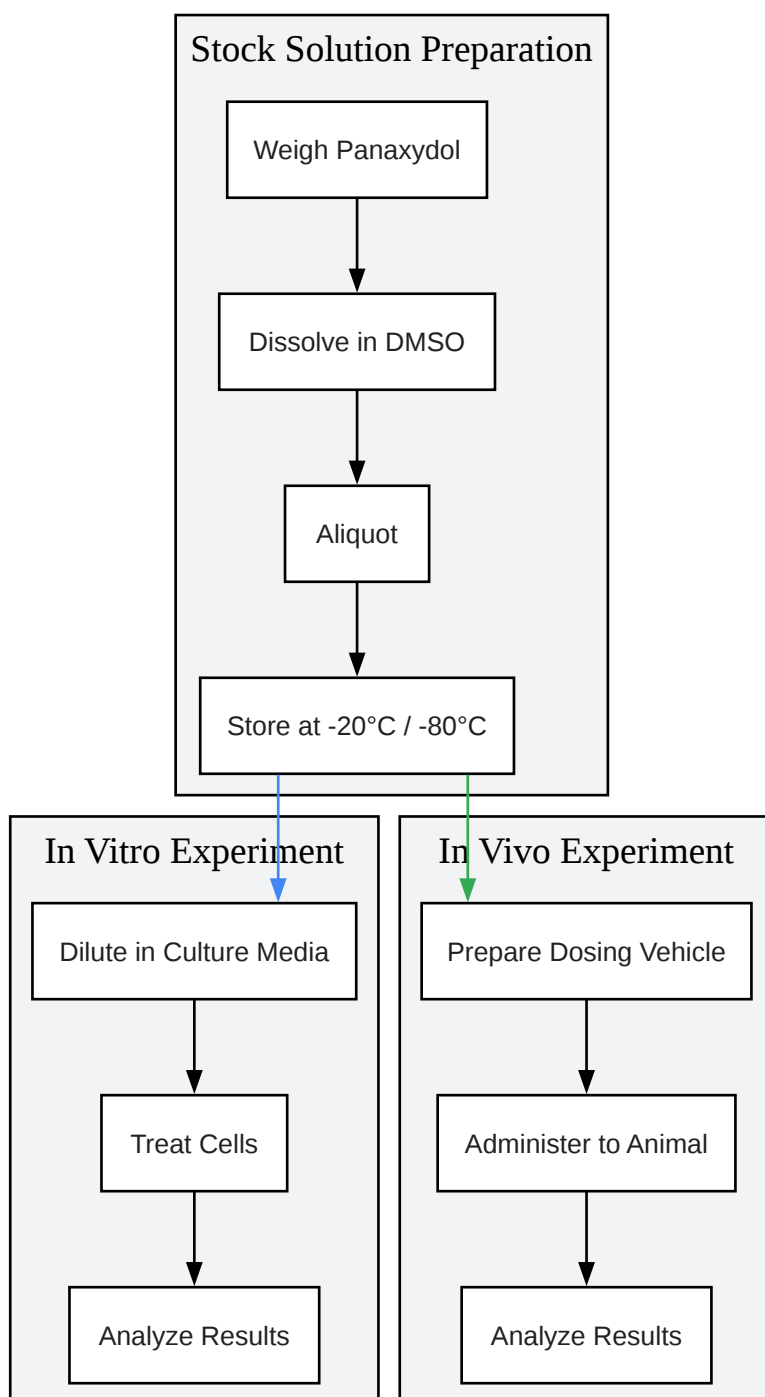 Stock Solution Preparation
Weigh Panaxydol
Dissolve in DMSO
Aliquot
Store at -20°C / -80°C
In Vitro Experiment
Dilute in Culture Media
Treat Cells
Analyze Results
In Vivo Experiment
Prepare Dosing Vehicle
Administer to Animal
Analyze Results